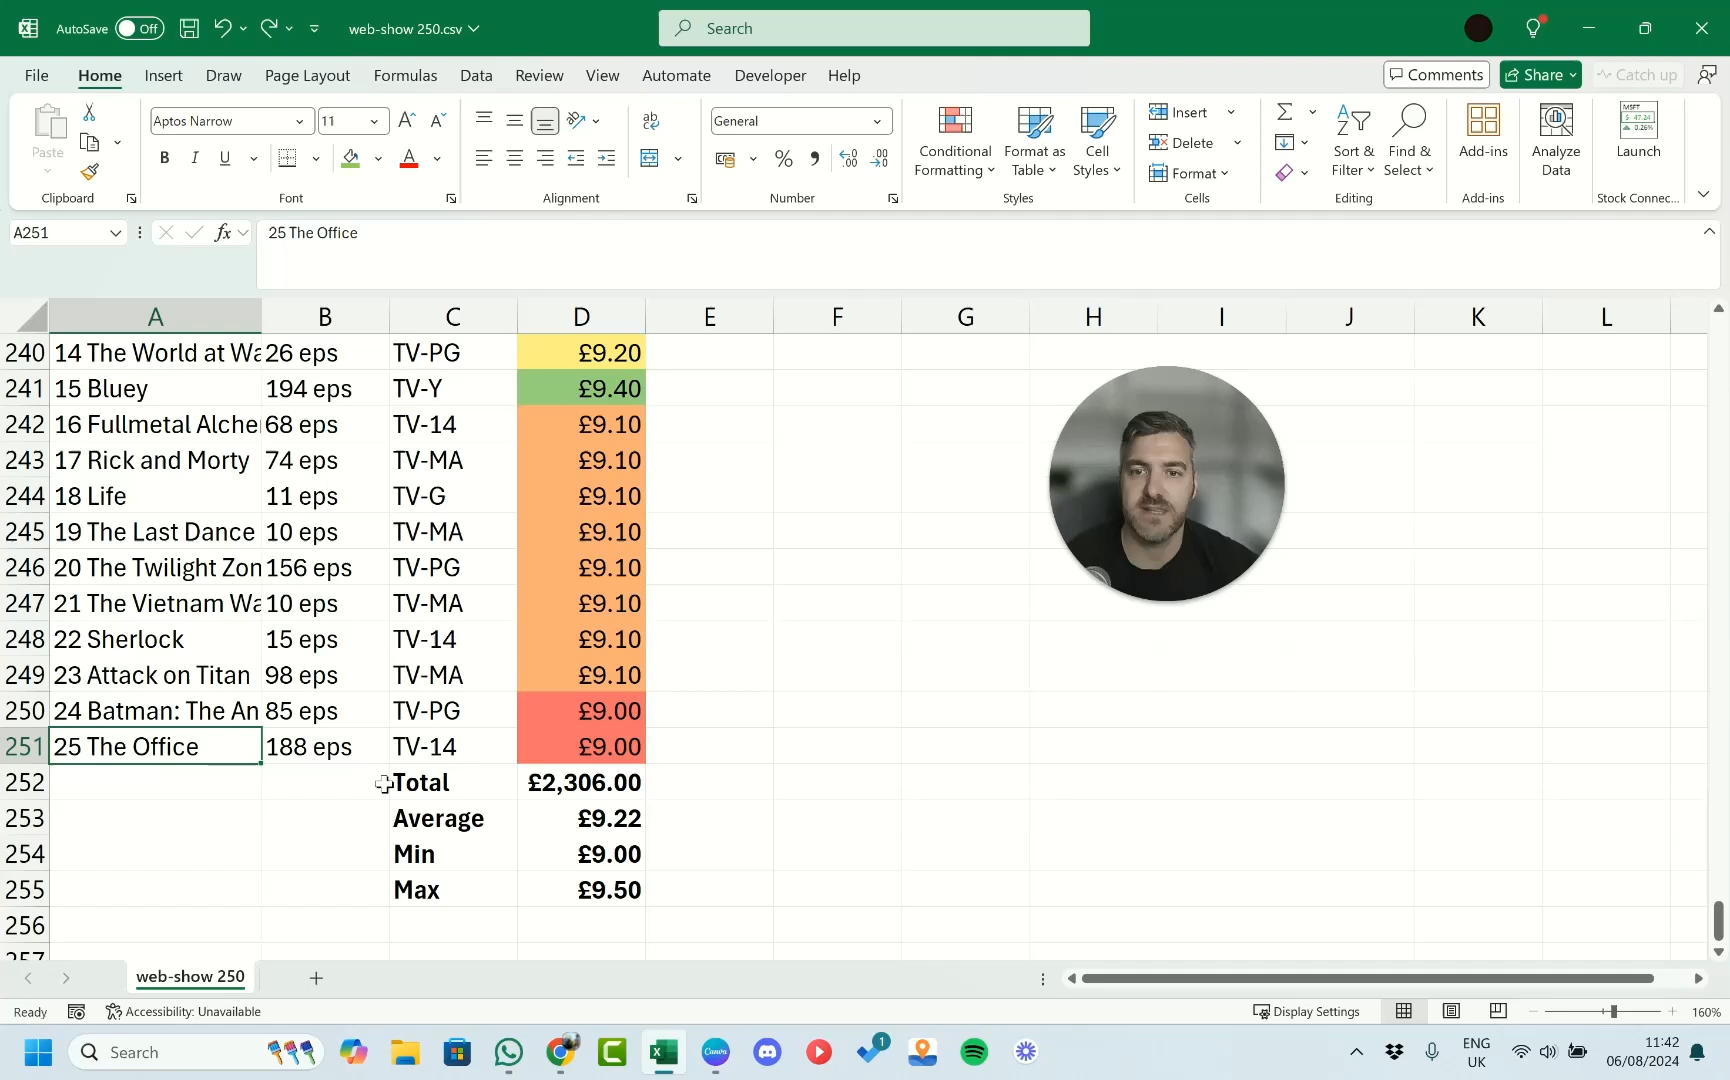 AutoSave Off web-show 250.csv Search
File Home Insert Draw Page Layout Formulas Data Review View Automate Developer Help Comments Share Catch up
Paste Aptos Narrow 11 General Conditional Formatting Format as Table Cell Styles Insert Delete Format Sort & Filter Find & Select Add-ins Analyze Data MSFT $ 47.24 0.26% Launch
Clipboard Font Alignment Number Styles Cells Editing Add-ins Stock Connec...
A251 fx 25 The Office
A B C D E F G H I J K L
240 14 The World at Wa 26 eps TV-PG £9.20
241 15 Bluey 194 eps TV-Y £9.40
242 16 Fullmetal Alche 68 eps TV-14 £9.10
243 17 Rick and Morty 74 eps TV-MA £9.10
244 18 Life 11 eps TV-G £9.10
245 19 The Last Dance 10 eps TV-MA £9.10
246 20 The Twilight Zon 156 eps TV-PG £9.10
247 21 The Vietnam Wa 10 eps TV-MA £9.10
248 22 Sherlock 15 eps TV-14 £9.10
249 23 Attack on Titan 98 eps TV-MA £9.10
250 24 Batman: The An 85 eps TV-PG £9.00
251 25 The Office 188 eps TV-14 £9.00
252 Total £2,306.00
253 Average £9.22
254 Min £9.00
255 Max £9.50
256
257
web-show 250
Ready Accessibility: Unavailable Display Settings 160%
Search Canva 1 ENG 11:42
UK 06/08/2024